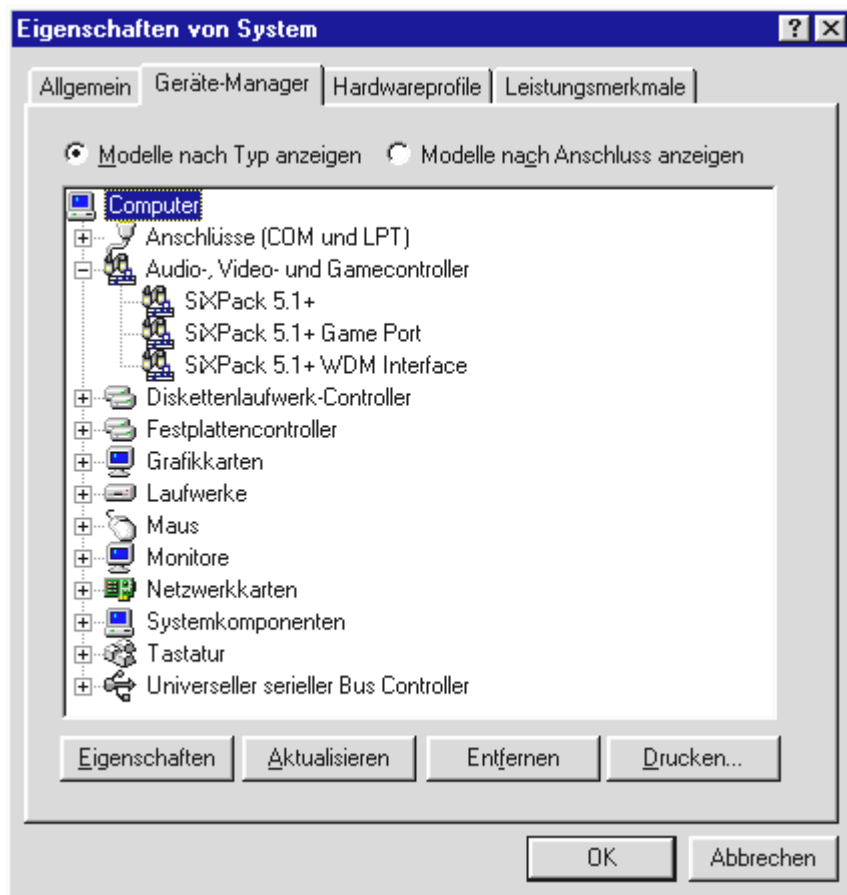 Eigenschaften von System
Allgemein Geräte-Manager Hardwareprofile Leistungsmerkmale
Modelle nach Typ anzeigen Modelle nach Anschluss anzeigen
Computer
Anschlüsse (COM und LPT)
Audio-, Video- und Gamecontroller
SiXPack 5.1+
SiXPack 5.1+ Game Port
SiXPack 5.1+ WDM Interface
Diskettenlaufwerk-Controller
Festplattencontroller
Grafikkarten
Laufwerke
Maus
Monitore
Netzwerkkarten
Systemkomponenten
Tastatur
Universeller serieller Bus Controller
Eigenschaften Aktualisieren Entfernen Drucken...
OK Abbrechen